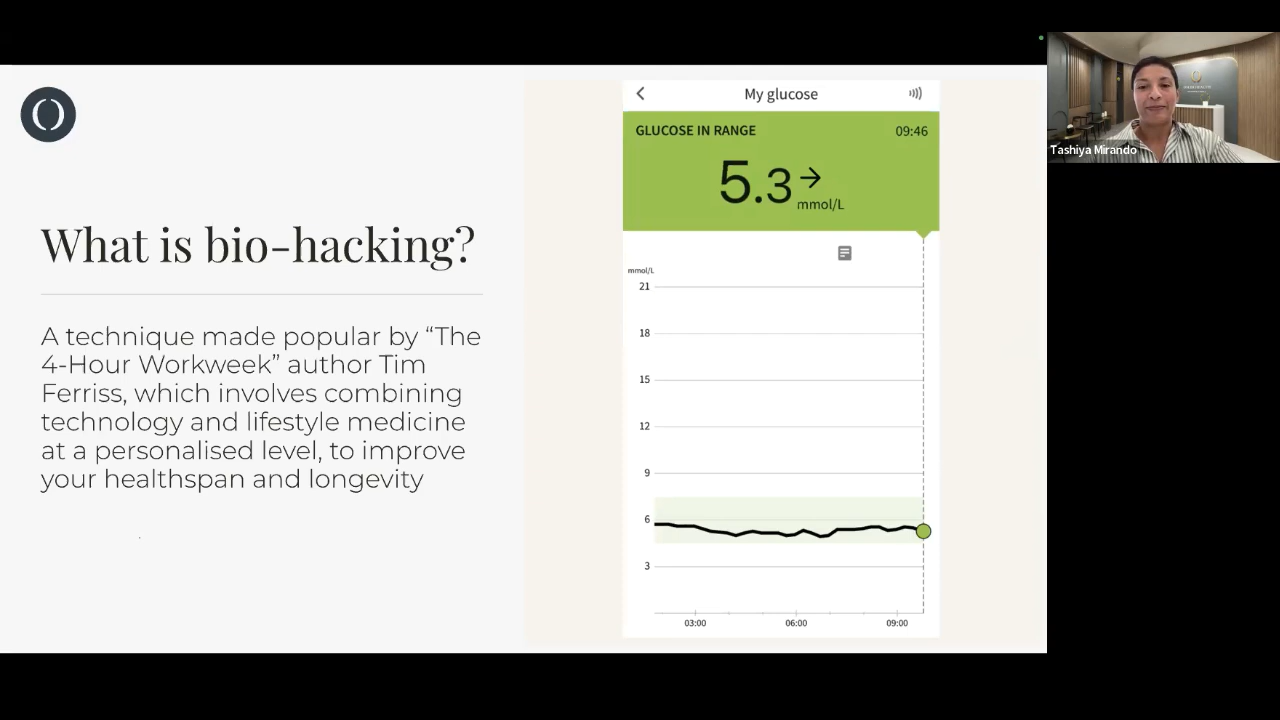 What is bio-hacking?
A technique made popular by “The
4-Hour Workweek” author Tim
Ferriss, which involves combining
technology and lifestyle medicine
at a personalised level, to improve
your healthspan and longevity
My glucose
GLUCOSE IN RANGE 09:46
5.3
mmol/L
mmol/L
21
18
15
12
9
6
3
03:00 06:00 09:00
Tashiya Mirando